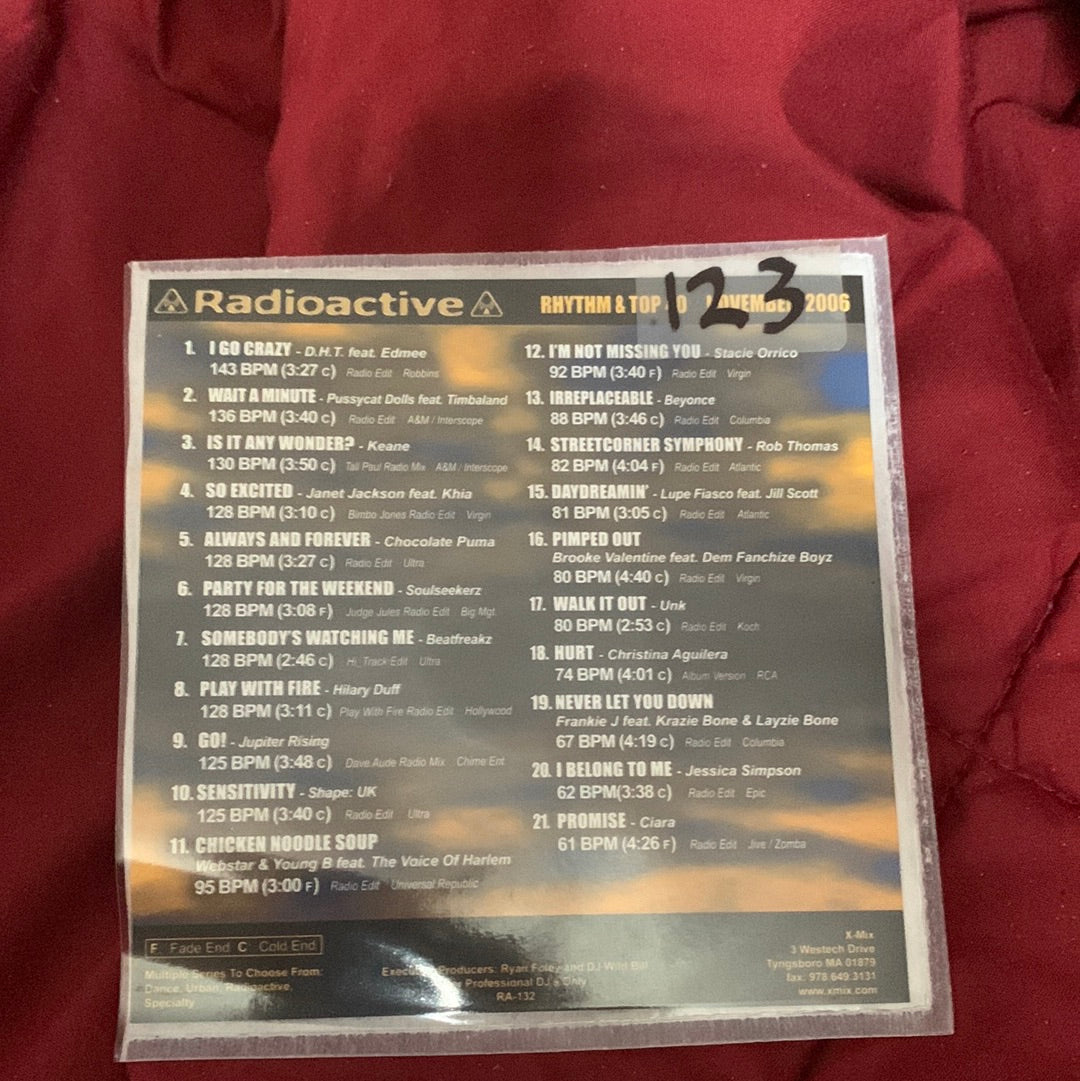 Radioactive
RHYTHM & TOP 0 NOVEMBER 2006
123
1. I GO CRAZY - D.H.T. feat. Edmee
143 BPM (3:27 C) Radio Edit Robbins
2. WAIT A MINUTE - Pussycat Dolls feat. Timbaland
136 BPM (3:40 C) Radio Edit A&M / Interscope
3. IS IT ANY WONDER? - Keane
130 BPM (3:50 C) Tall Paul Radio Mix A&M / Interscope
4. SO EXCITED - Janet Jackson feat. Khia
128 BPM (3:10 C) Bimbo Jones Radio Edit Virgin
5. ALWAYS AND FOREVER - Chocolate Puma
128 BPM (3:27 C) Radio Edit Ultra
6. PARTY FOR THE WEEKEND - Soulseekerz
128 BPM (3:08 F) Judge Jules Radio Edit Big Mgt.
7. SOMEBODY'S WATCHING ME - Beatfreakz
128 BPM (2:46 C) Hi_Track Edit Ultra
8. PLAY WITH FIRE - Hilary Duff
128 BPM (3:11 C) Play With Fire Radio Edit Hollywood
9. GO! - Jupiter Rising
125 BPM (3:48 C) Dave Aude Radio Mix Chime Ent
10. SENSITIVITY - Shape: UK
125 BPM (3:40 C) Radio Edit Ultra
11. CHICKEN NOODLE SOUP
Webstar & Young B feat. The Voice Of Harlem
95 BPM (3:00 F) Radio Edit Universal Republic
12. I'M NOT MISSING YOU - Stacie Orrico
92 BPM (3:40 F) Radio Edit Virgin
13. IRREPLACEABLE - Beyonce
88 BPM (3:46 C) Radio Edit Columbia
14. STREETCORNER SYMPHONY - Rob Thomas
82 BPM (4:04 F) Radio Edit Atlantic
15. DAYDREAMIN' - Lupe Fiasco feat. Jill Scott
81 BPM (3:05 C) Radio Edit Atlantic
16. PIMPED OUT
Brooke Valentine feat. Dem Fanchize Boyz
80 BPM (4:40 C) Radio Edit Virgin
17. WALK IT OUT - Unk
80 BPM (2:53 C) Radio Edit Koch
18. HURT - Christina Aguilera
74 BPM (4:01 C) Album Version RCA
19. NEVER LET YOU DOWN
Frankie J feat. Krazie Bone & Layzie Bone
67 BPM (4:19 C) Radio Edit Columbia
20. I BELONG TO ME - Jessica Simpson
62 BPM(3:38 C) Radio Edit Epic
21. PROMISE - Ciara
61 BPM (4:26 F) Radio Edit Jive / Zomba
F Fade End C Cold End
Multiple Series To Choose From:
Dance, Urban, Radioactive,
Specialty
Executive Producers: Ryan Foley and DJ Wild Bill
Professional DJ's Only
RA-132
X-Mix
3 Westech Drive
Tyngsboro MA 01879
fax. 978.649.3131
www.xmix.com